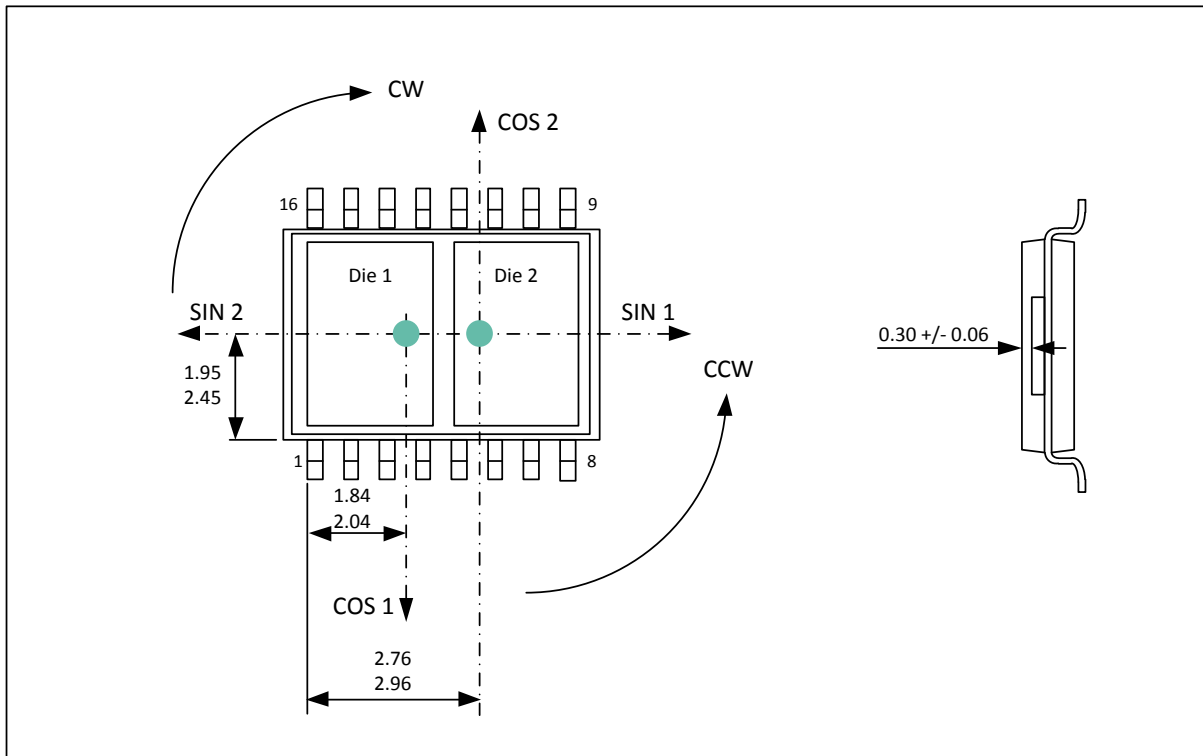 CW
COS 2
16
9
Die 1
Die 2
SIN 2
SIN 1
0.30 +/- 0.06
1.95
2.45
CCW
1
8
1.84
2.04
COS 1
2.76
2.96